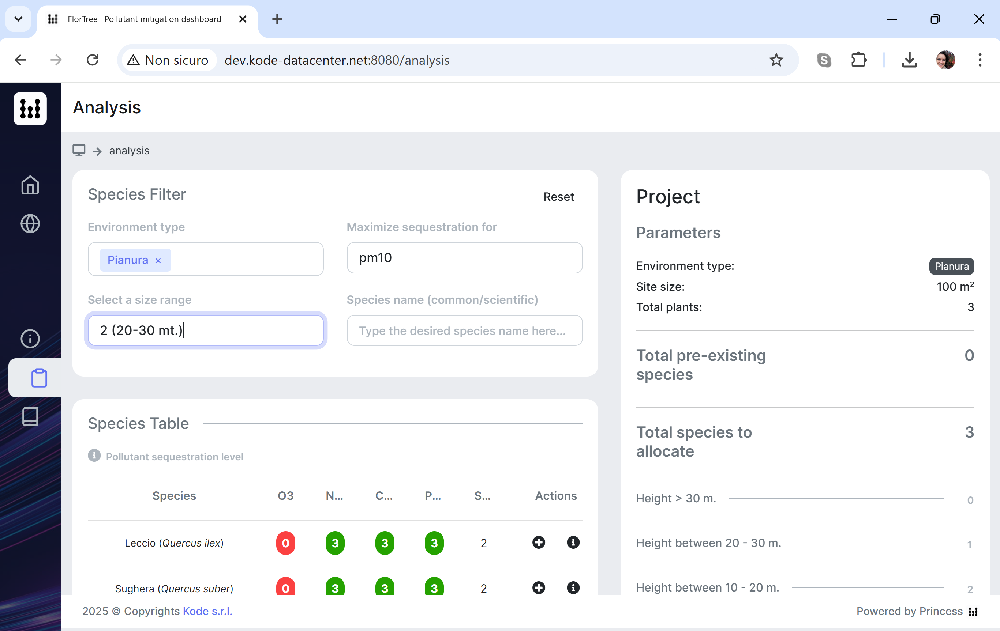 FlorTree | Pollutant mitigation dashboard
Non sicuro dev.kode-datacenter.net:8080/analysis
Analysis
analysis
Species Filter
Reset
Environment type
Maximize sequestration for
Pianura ×
pm10
Select a size range
Species name (common/scientific)
2 (20-30 mt.)
Type the desired species name here...
Species Table
Pollutant sequestration level
Species O3 N... C... P... S... Actions
Leccio (Quercus ilex) 0 3 3 3 2
Sughera (Quercus suber) 0 3 3 3 2
Project
Parameters
Environment type: Pianura
Site size: 100 m²
Total plants: 3
Total pre-existing 0
species
Total species to 3
allocate
Height > 30 m. 0
Height between 20 - 30 m. 1
Height between 10 - 20 m. 2
2025 © Copyrights Kode s.r.l.
Powered by Princess